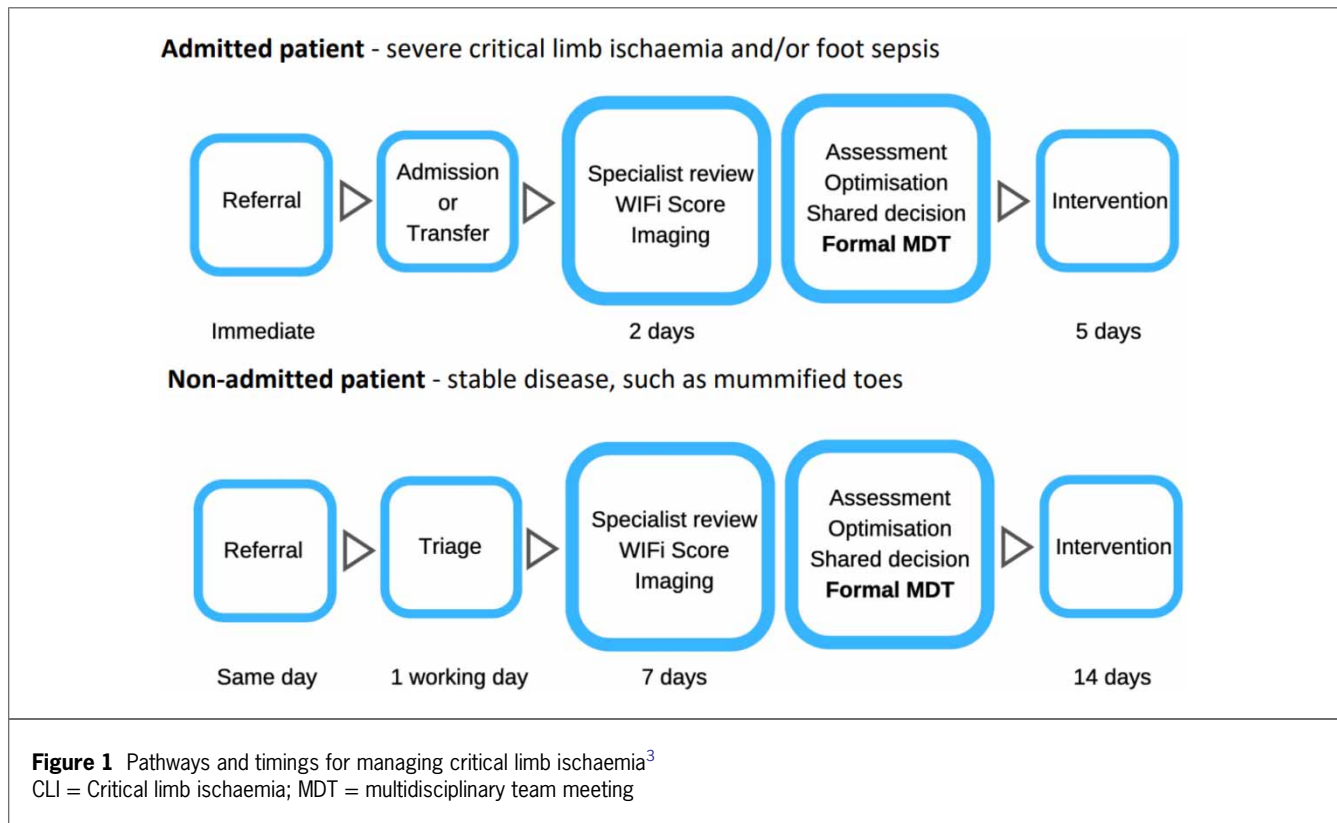 Admitted patient - severe critical limb ischaemia and/or foot sepsis
Referral
Admission
or
Transfer
Specialist review
WIFi Score
Imaging
Assessment
Optimisation
Shared decision
Formal MDT
Intervention
Immediate
2 days
5 days
Non-admitted patient - stable disease, such as mummified toes
Referral
Triage
Specialist review
WIFi Score
Imaging
Assessment
Optimisation
Shared decision
Formal MDT
Intervention
Same day
1 working day
7 days
14 days
Figure 1 Pathways and timings for managing critical limb ischaemia3
CLI = Critical limb ischaemia; MDT = multidisciplinary team meeting